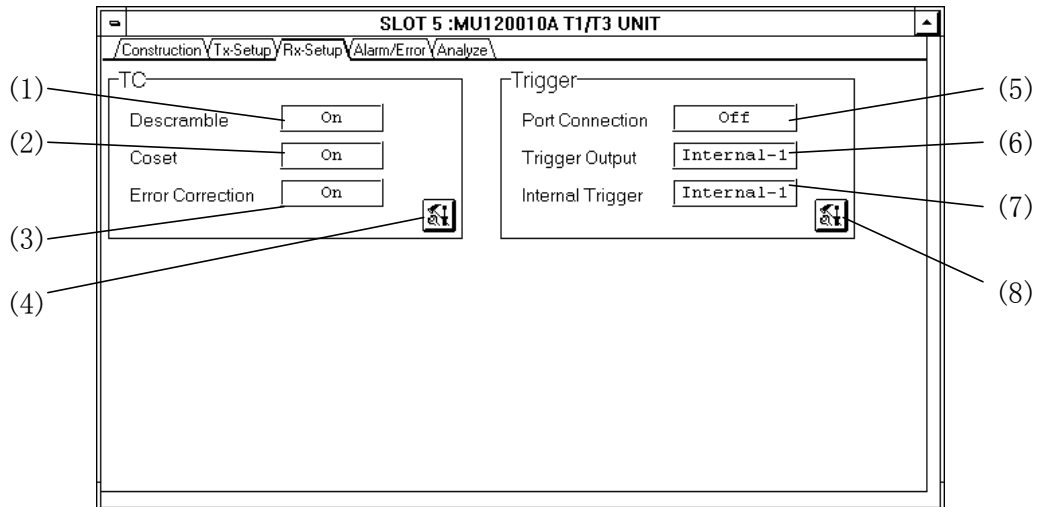 SLOT 5 :MU120010A T1/T3 UNIT
Construction Tx-Setup Rx-Setup Alarm/Error Analyze
TC
Trigger
(1)
Descramble On
(2)
Coset On
(3)
Error Correction On
(4)
Port Connection Off
(5)
Trigger Output Internal-1
(6)
Internal Trigger Internal-1
(7)
(8)